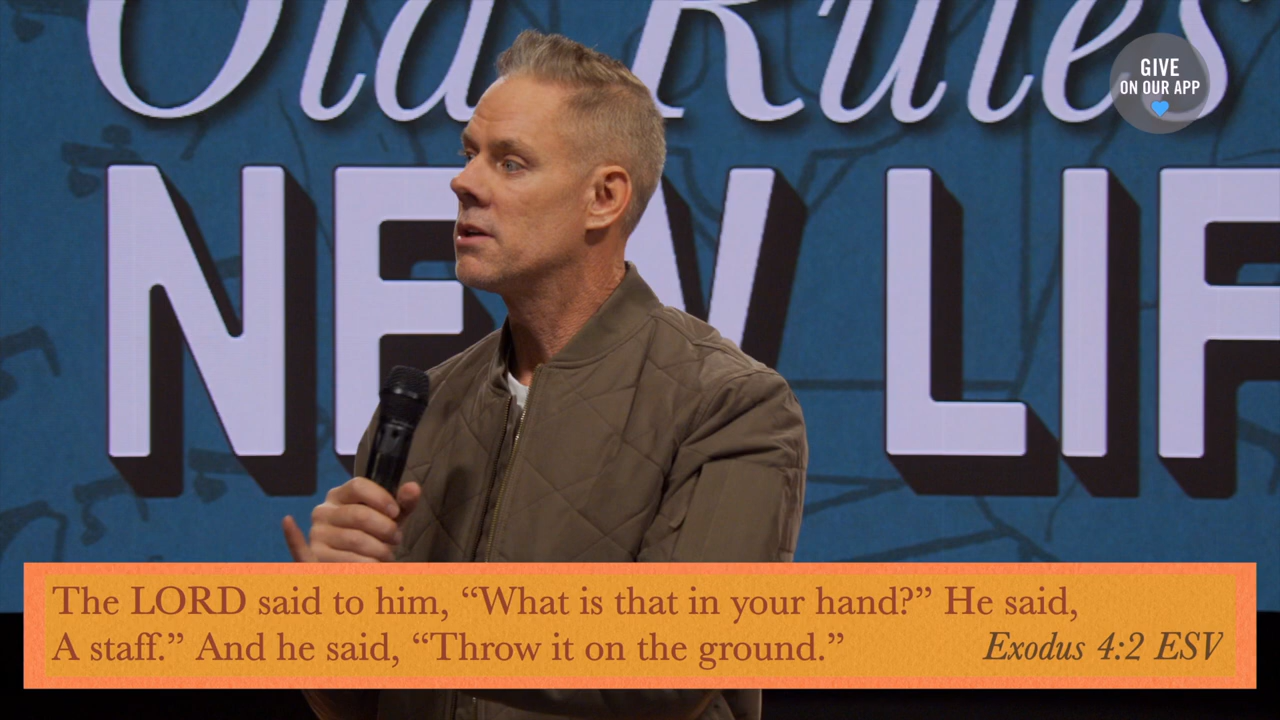 Old Rules
GIVE
ON OUR APP
NEW LIF
The LORD said to him, “What is that in your hand?” He said,
A staff.” And he said, “Throw it on the ground.”
Exodus 4:2 ESV